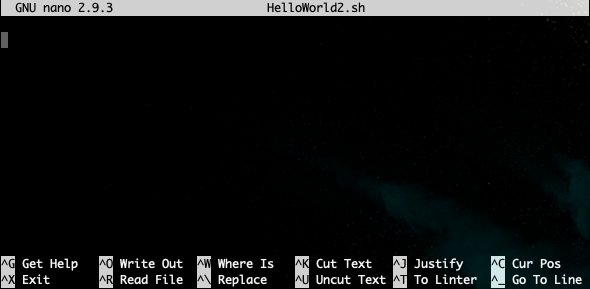 GNU nano 2.9.3 HelloWorld2.sh
^G Get Help ^O Write Out ^W Where Is ^K Cut Text ^J Justify ^C Cur Pos
^X Exit ^R Read File ^\ Replace ^U Uncut Text ^T To Linter ^_ Go To Line